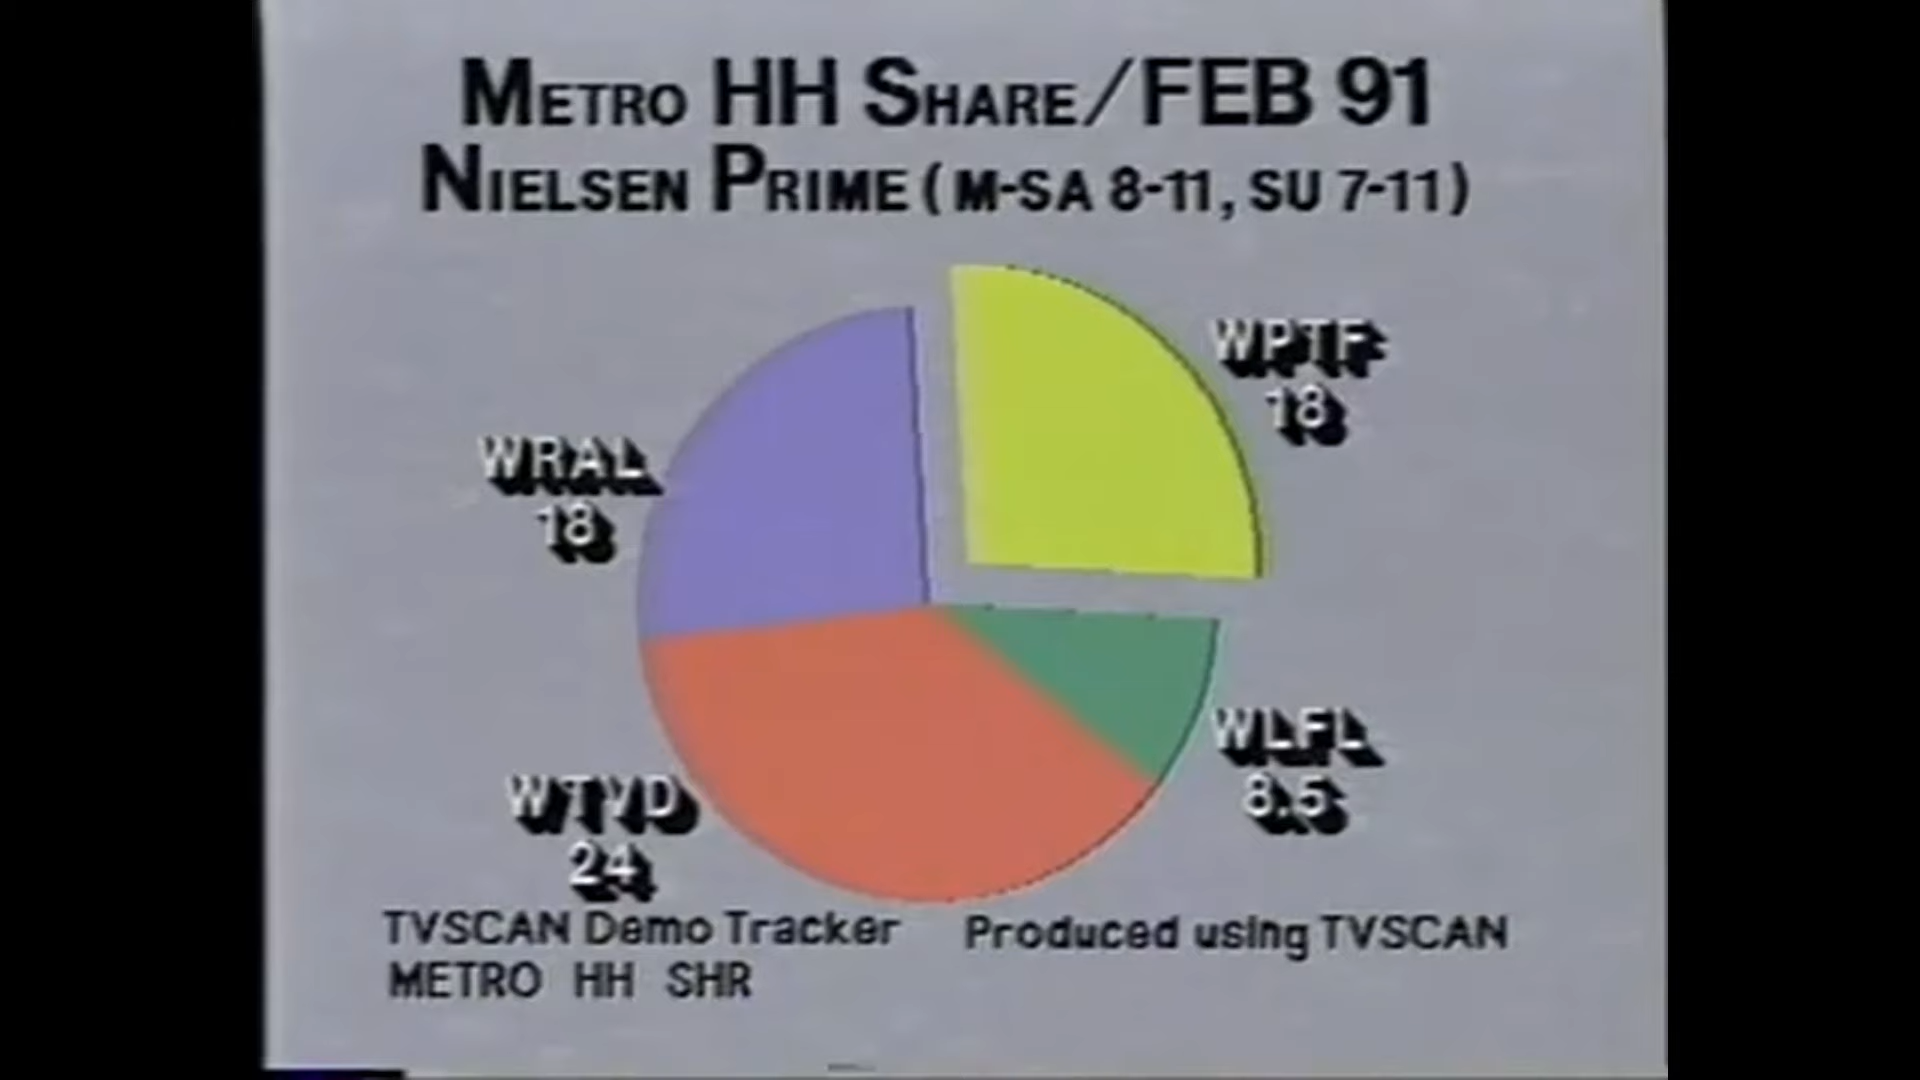 METRO HH SHARE/FEB 91
NIELSEN PRIME (M-SA 8-11, SU 7-11)
WPTF
18
WRAL
18
WLFL
8.5
WTVD
24
TVSCAN Demo Tracker
Produced using TVSCAN
METRO HH SHR